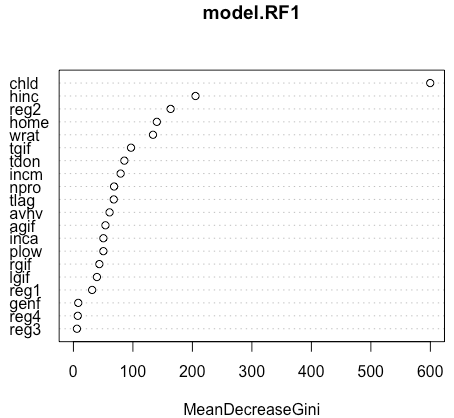 model.RF1
chld
hinc
reg2
home
wrat
tgif
tdon
incm
npro
tlag
avhv
agif
inca
plow
rgif
lgif
reg1
genf
reg4
reg3
0 100 200 300 400 500 600
MeanDecreaseGini